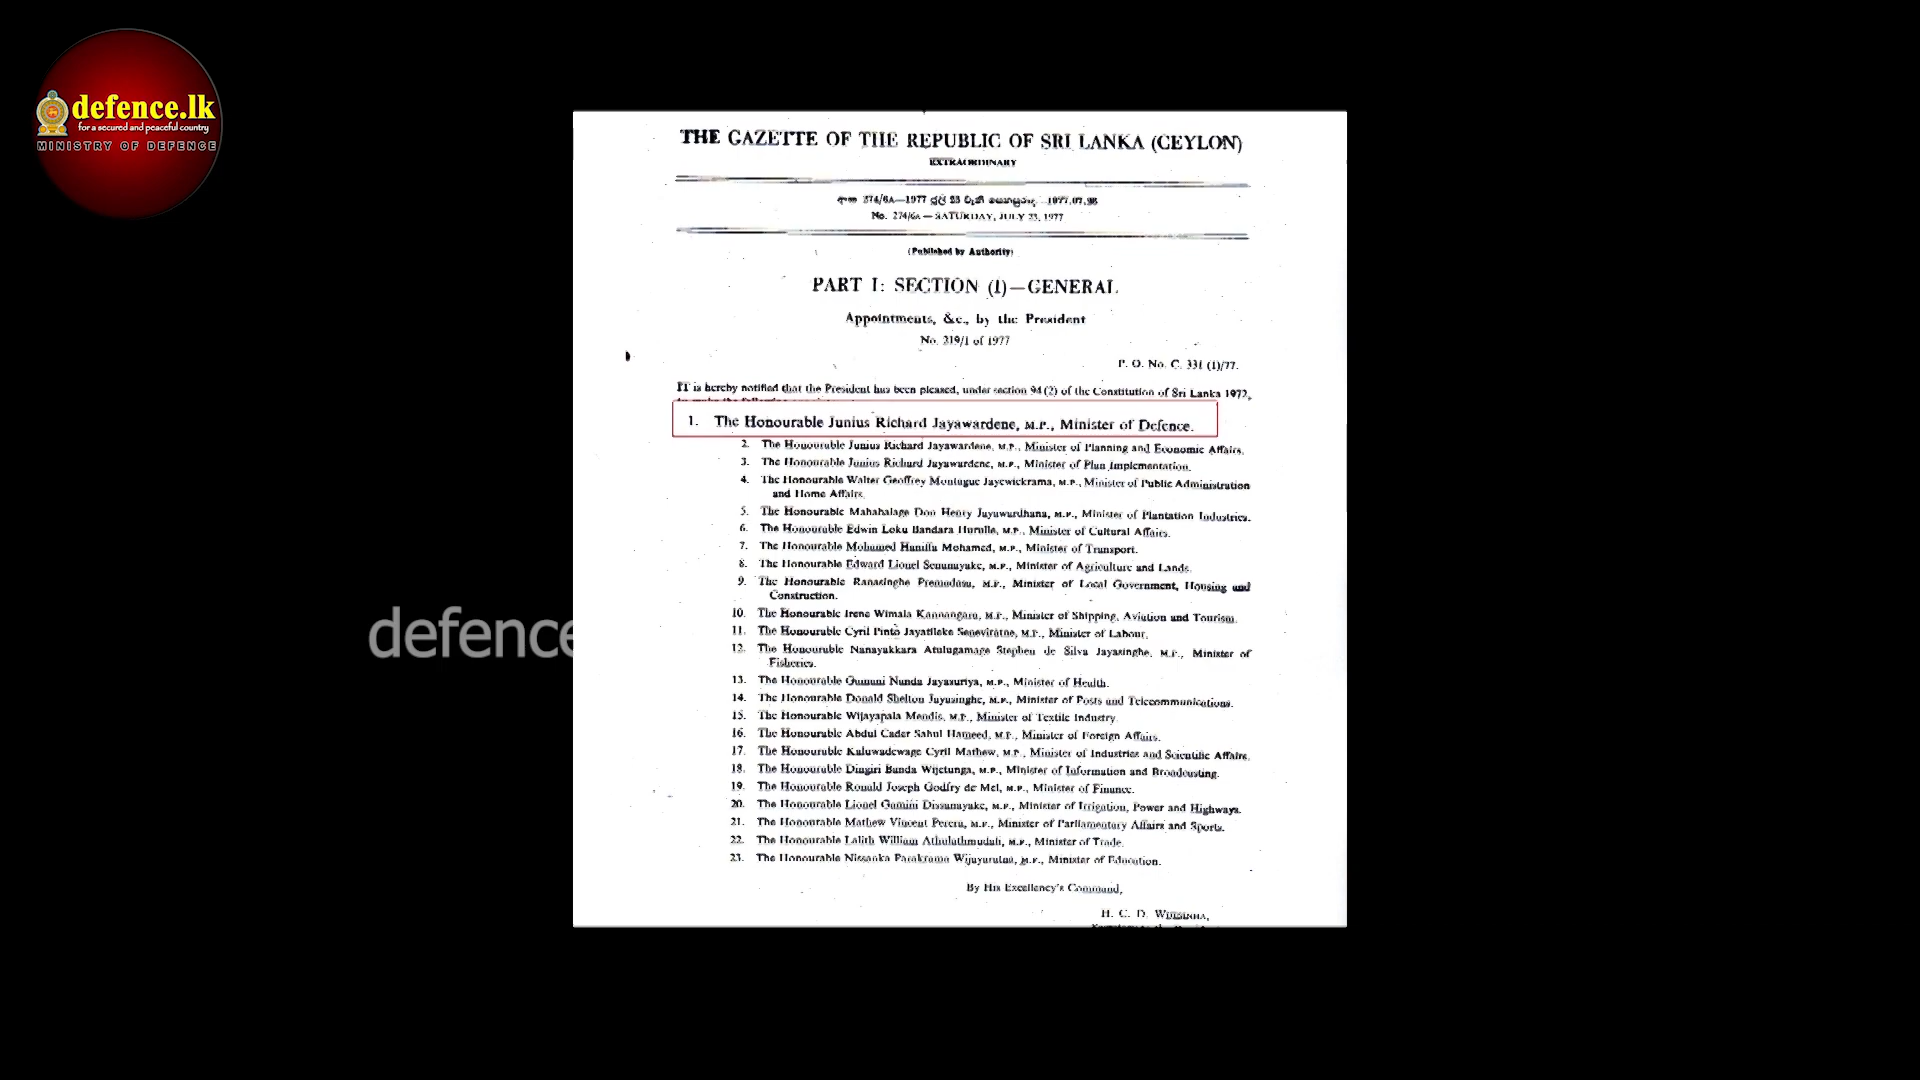 defence.lk
for a secured and peaceful country
MINISTRY OF DEFENCE
THE GAZETTE OF THE REPUBLIC OF SRI LANKA (CEYLON)
EXTRAORDINARY
No. 274/6A — SATURDAY, JULY 23, 1977
(Published by Authority)
PART I: SECTION (I)—GENERAL
Appointments, &c., by the President
No. 219/1 of 1977
P. O. No. C. 331 (1)/77.
IT is hereby notified that the President has been pleased, under section 94 (2) of the Constitution of Sri Lanka 1972,
1. The Honourable Junius Richard Jayawardene, M.P., Minister of Defence.
2. The Honourable Junius Richard Jayawardene, M.P., Minister of Planning and Economic Affairs.
3. The Honourable Junius Richard Jayawardene, M.P., Minister of Plan Implementation.
4. The Honourable Walter Geoffrey Montague Jayewickrama, M.P., Minister of Public Administration
and Home Affairs.
5. The Honourable Mahahalage Don Henry Jayawardhana, M.P., Minister of Plantation Industries.
6. The Honourable Edwin Loku Bandara Hurulle, M.P., Minister of Cultural Affairs.
7. The Honourable Mohamed Haniffa Mohamed, M.P., Minister of Transport.
8. The Honourable Edward Lionel Senanayake, M.P., Minister of Agriculture and Lands.
9. The Honourable Ranasinghe Premadasa, M.P., Minister of Local Government, Housing and
Construction.
10. The Honourable Irene Wimala Kannangara, M.P., Minister of Shipping, Aviation and Tourism.
11. The Honourable Cyril Pinto Jayatilake Seneviratne, M.P., Minister of Labour.
12. The Honourable Nanayakkara Atulugamage Stephen de Silva Jayasinghe, M.P., Minister of
Fisheries.
13. The Honourable Gamani Nanda Jayasuriya, M.P., Minister of Health.
14. The Honourable Donald Shelton Jayasinghe, M.P., Minister of Posts and Telecommunications.
15. The Honourable Wijayapala Mendis, M.P., Minister of Textile Industry.
16. The Honourable Abdul Cader Sahul Hameed, M.P., Minister of Foreign Affairs.
17. The Honourable Kaluwadewage Cyril Mathew, M.P., Minister of Industries and Scientific Affairs.
18. The Honourable Dingiri Banda Wijetunga, M.P., Minister of Information and Broadcasting.
19. The Honourable Ronald Joseph Godfry de Mel, M.P., Minister of Finance.
20. The Honourable Lionel Gamini Dissanayake, M.P., Minister of Irrigation, Power and Highways.
21. The Honourable Mathew Vincent Perera, M.P., Minister of Parliamentary Affairs and Sports.
22. The Honourable Lalith William Athulathmudali, M.P., Minister of Trade.
23. The Honourable Nissanka Parakrama Wijayaratna, M.P., Minister of Education.
By His Excellency's Command,
H. C. D. WIJESINHA,
defence